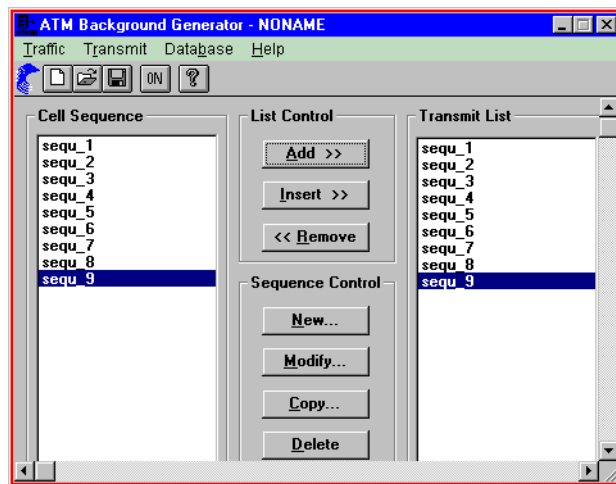 ATM Background Generator - NONAME
Traffic Transmit Database Help
ON ?
Cell Sequence
sequ_1
sequ_2
sequ_3
sequ_4
sequ_5
sequ_6
sequ_7
sequ_8
sequ_9
List Control
Add >>
Insert >>
<< Remove
Sequence Control
New...
Modify...
Copy...
Delete
Transmit List
sequ_1
sequ_2
sequ_3
sequ_4
sequ_5
sequ_6
sequ_7
sequ_8
sequ_9